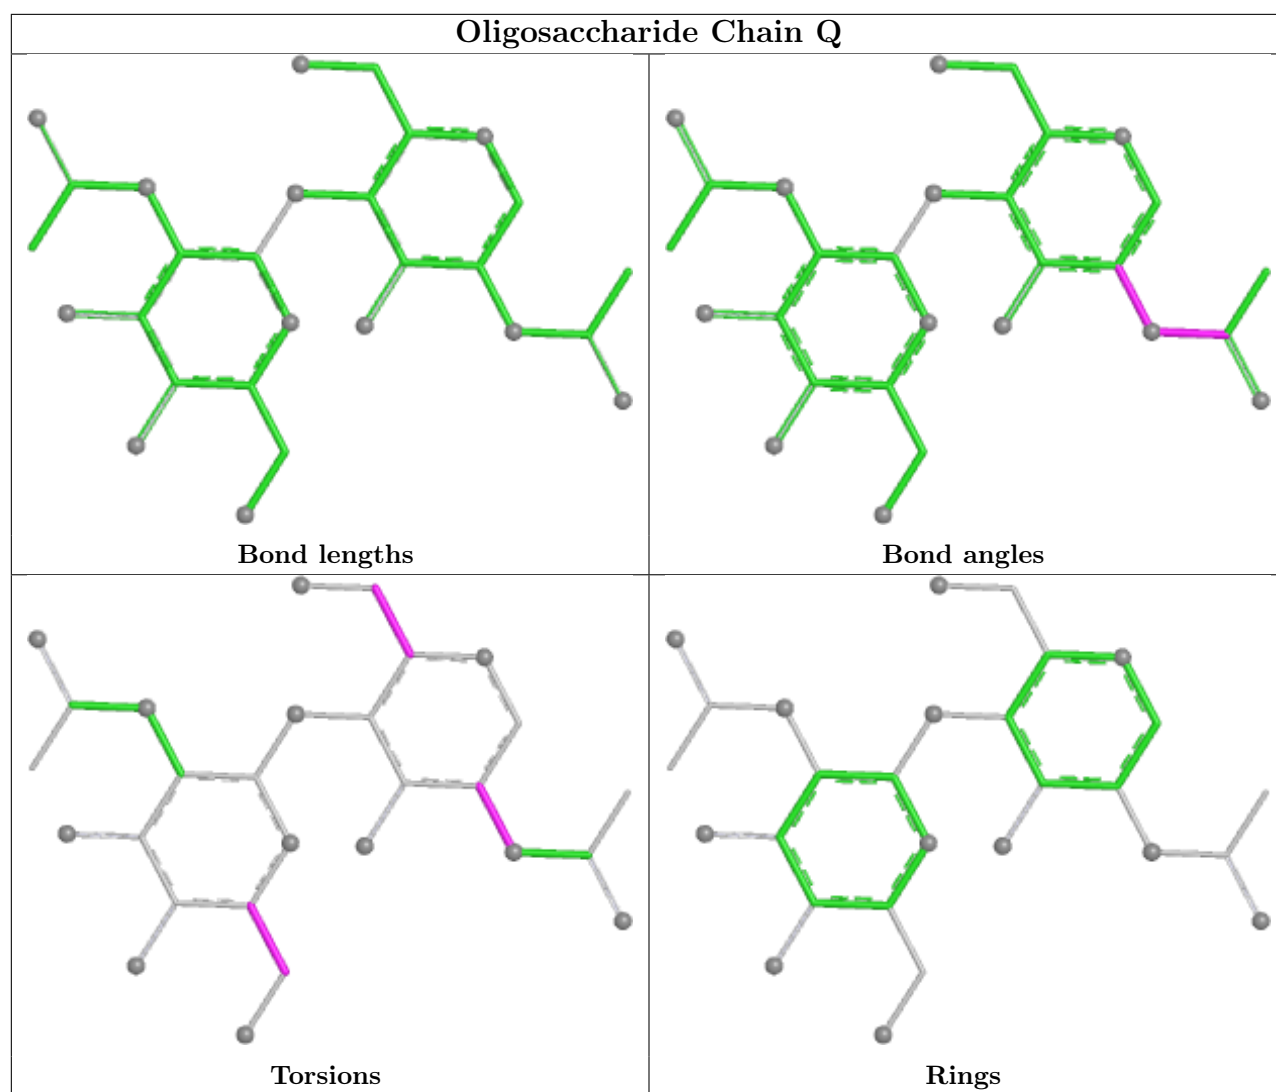 Oligosaccharide Chain Q
Bond lengths
Bond angles
Torsions
Rings